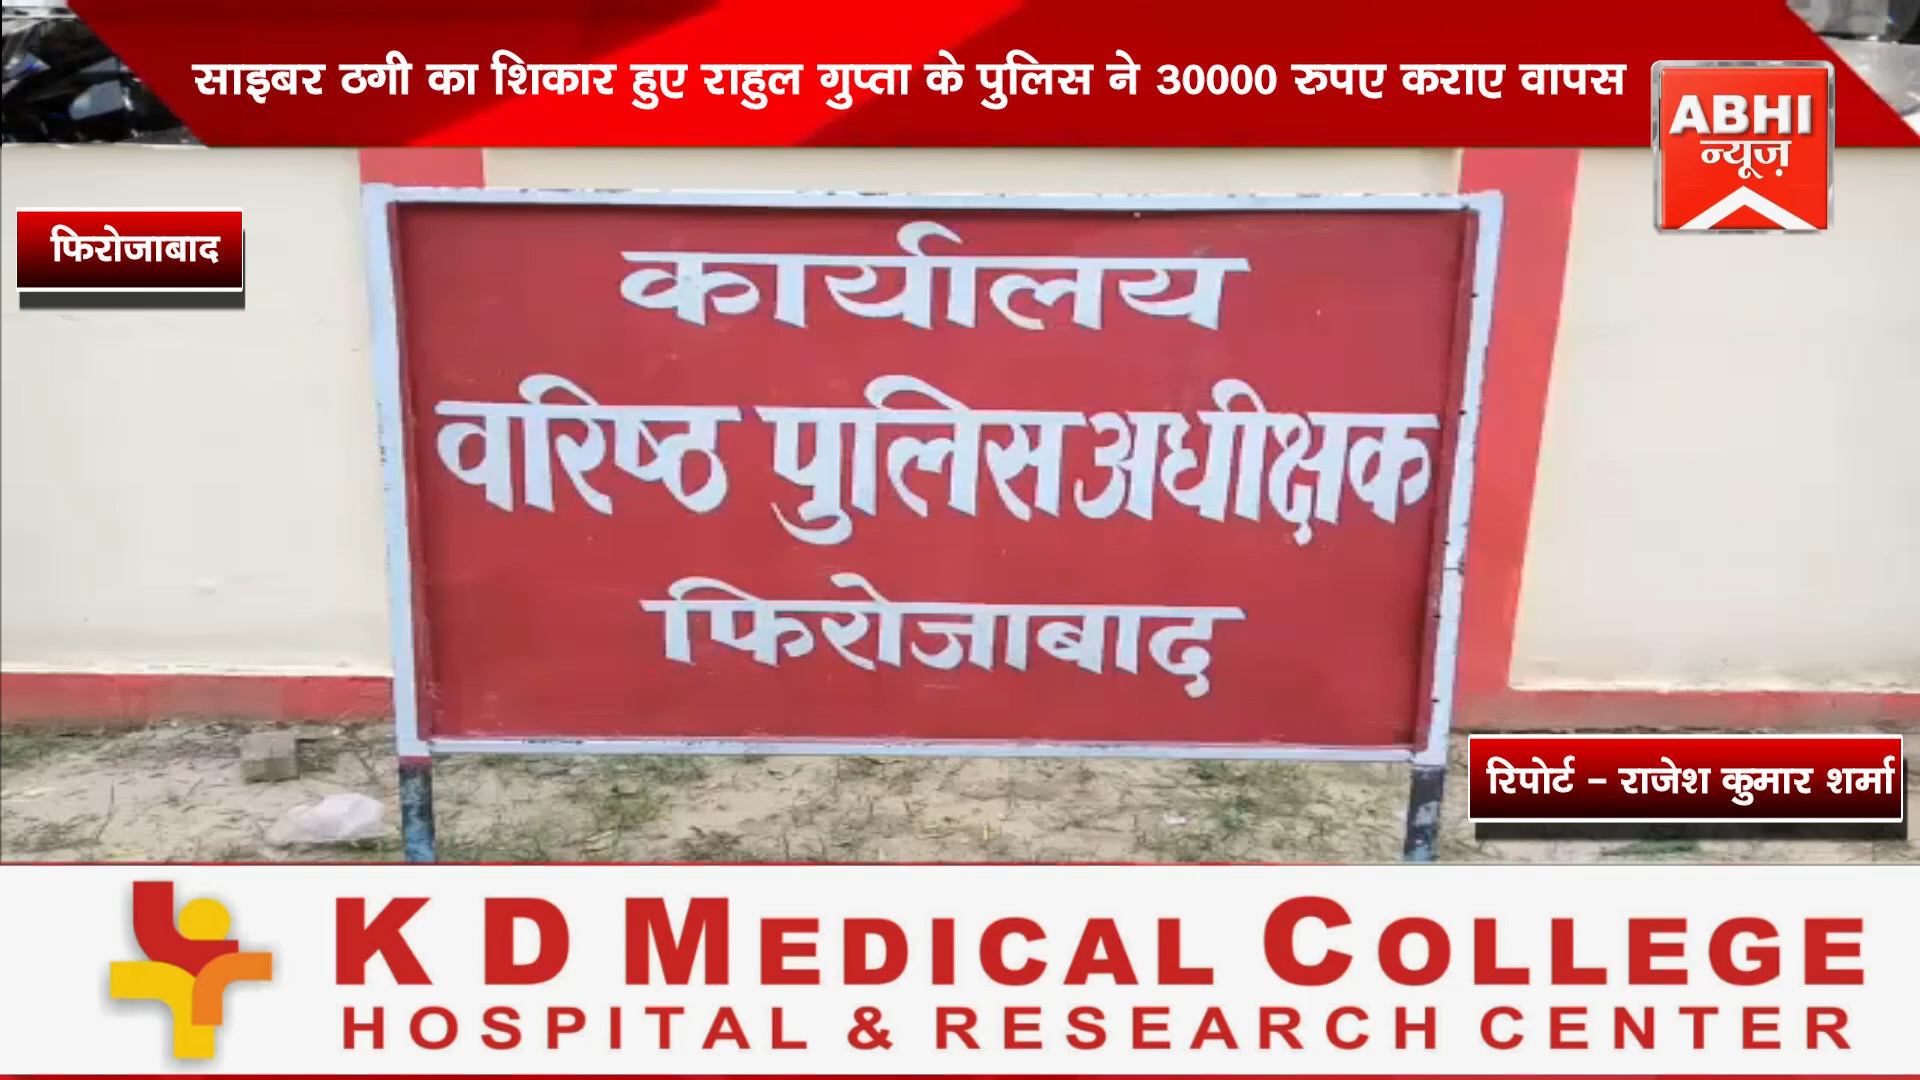 साइबर ठगी का शिकार हुए राहुल गुप्ता के पुलिस ने 30000 रुपए कराए वापस
ABHI
न्यूज़
फिरोजाबाद
कार्यालय
वरिष्ठ पुलिस अधीक्षक
फिरोजाबाद
रिपोर्ट - राजेश कुमार शर्मा
K D MEDICAL COLLEGE
HOSPITAL & RESEARCH CENTER